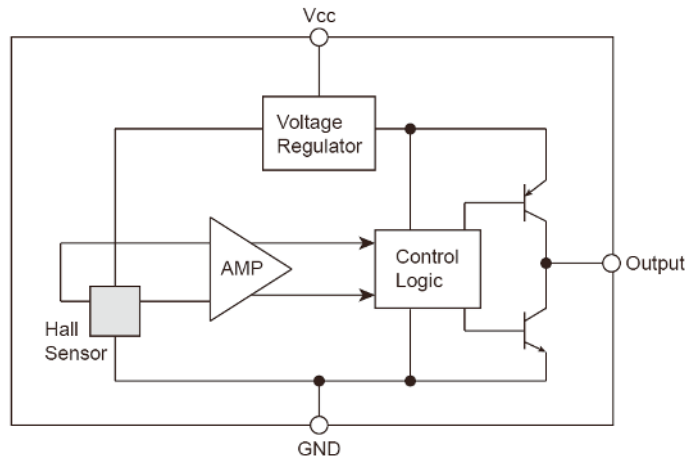 Vcc
Voltage
Regulator
AMP
Control
Logic
Output
Hall
Sensor
GND